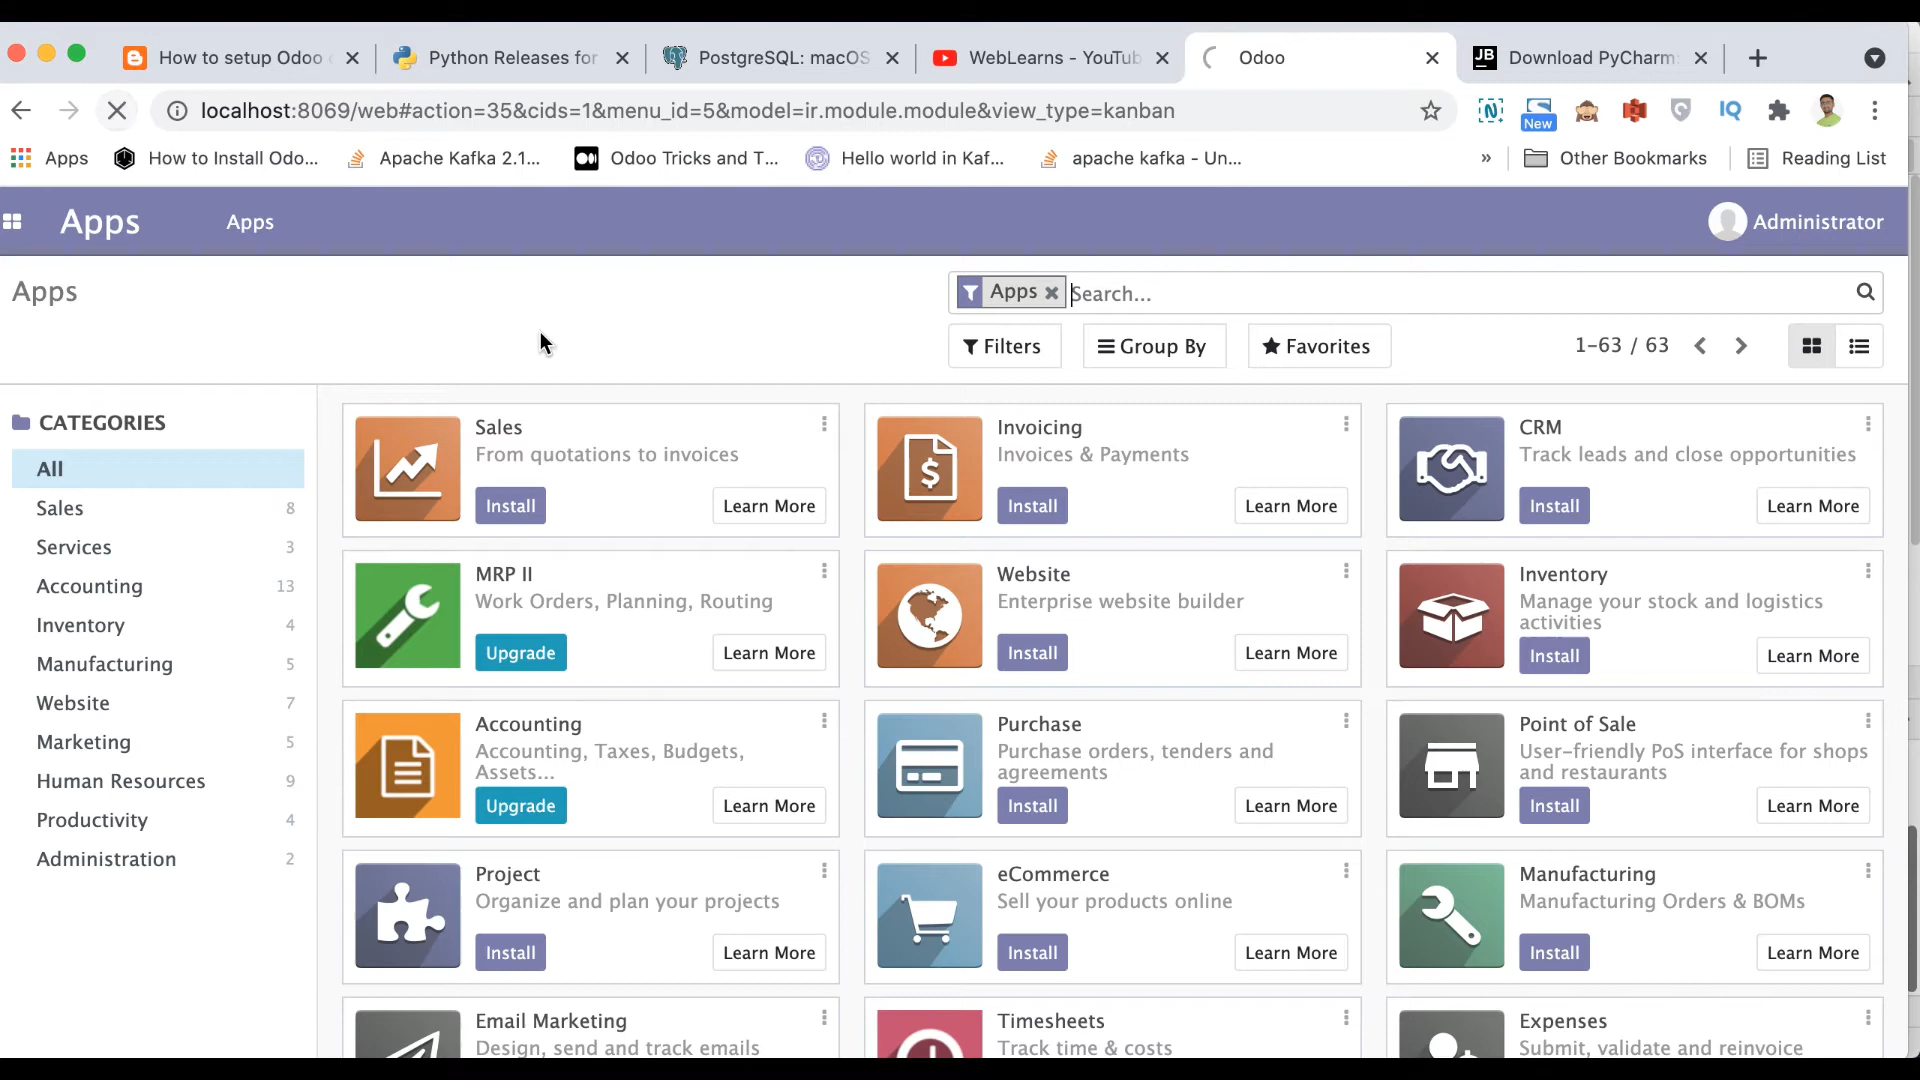 How to setup Odoo
Python Releases for
PostgreSQL: macOS
WebLearns - YouTub
Odoo
JB
Download PyCharm
localhost:8069/web#action=35&cids=1&menu_id=5&model=ir.module.module&view_type=kanban
New
IQ
Apps
How to Install Odo...
Apache Kafka 2.1...
Odoo Tricks and T...
Hello world in Kaf...
apache kafka - Un...
»
Other Bookmarks
Reading List
Apps
Apps
Administrator
Apps
Apps
Search...
Filters
Group By
Favorites
1-63 / 63
CATEGORIES
All
Sales 8
Services 3
Accounting 13
Inventory 4
Manufacturing 5
Website 7
Marketing 5
Human Resources 9
Productivity 4
Administration 2
Sales
From quotations to invoices
Install
Learn More
Invoicing
Invoices & Payments
Install
Learn More
CRM
Track leads and close opportunities
Install
Learn More
MRP II
Work Orders, Planning, Routing
Upgrade
Learn More
Website
Enterprise website builder
Install
Learn More
Inventory
Manage your stock and logistics
activities
Install
Learn More
Accounting
Accounting, Taxes, Budgets,
Assets...
Upgrade
Learn More
Purchase
Purchase orders, tenders and
agreements
Install
Learn More
Point of Sale
User-friendly PoS interface for shops
and restaurants
Install
Learn More
Project
Organize and plan your projects
Install
Learn More
eCommerce
Sell your products online
Install
Learn More
Manufacturing
Manufacturing Orders & BOMs
Install
Learn More
Email Marketing
Design, send and track emails
Timesheets
Track time & costs
Expenses
Submit, validate and reinvoice